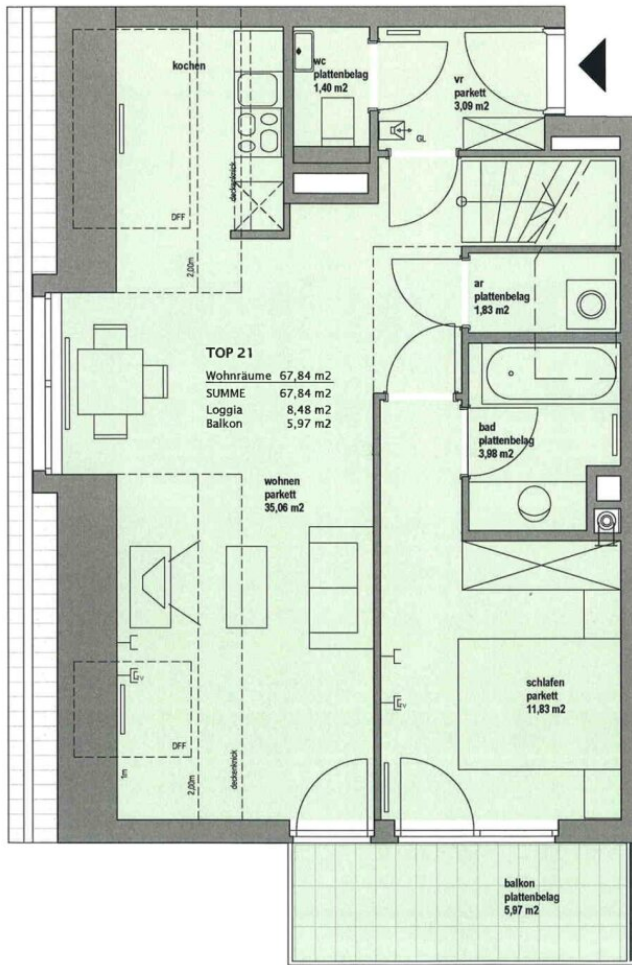 kochen
wc
plattenbelag
1,40 m2
vr
parkett
3,09 m2
GL
DFF
deckenknick
2,00m
ar
plattenbelag
1,83 m2
TOP 21
Wohnräume 67,84 m2
SUMME 67,84 m2
Loggia 8,48 m2
Balkon 5,97 m2
bad
plattenbelag
3,98 m2
wohnen
parkett
35,06 m2
TV
TV
schlafen
parkett
11,83 m2
DFF
1m
2,00m
deckenknick
balkon
plattenbelag
5,97 m2